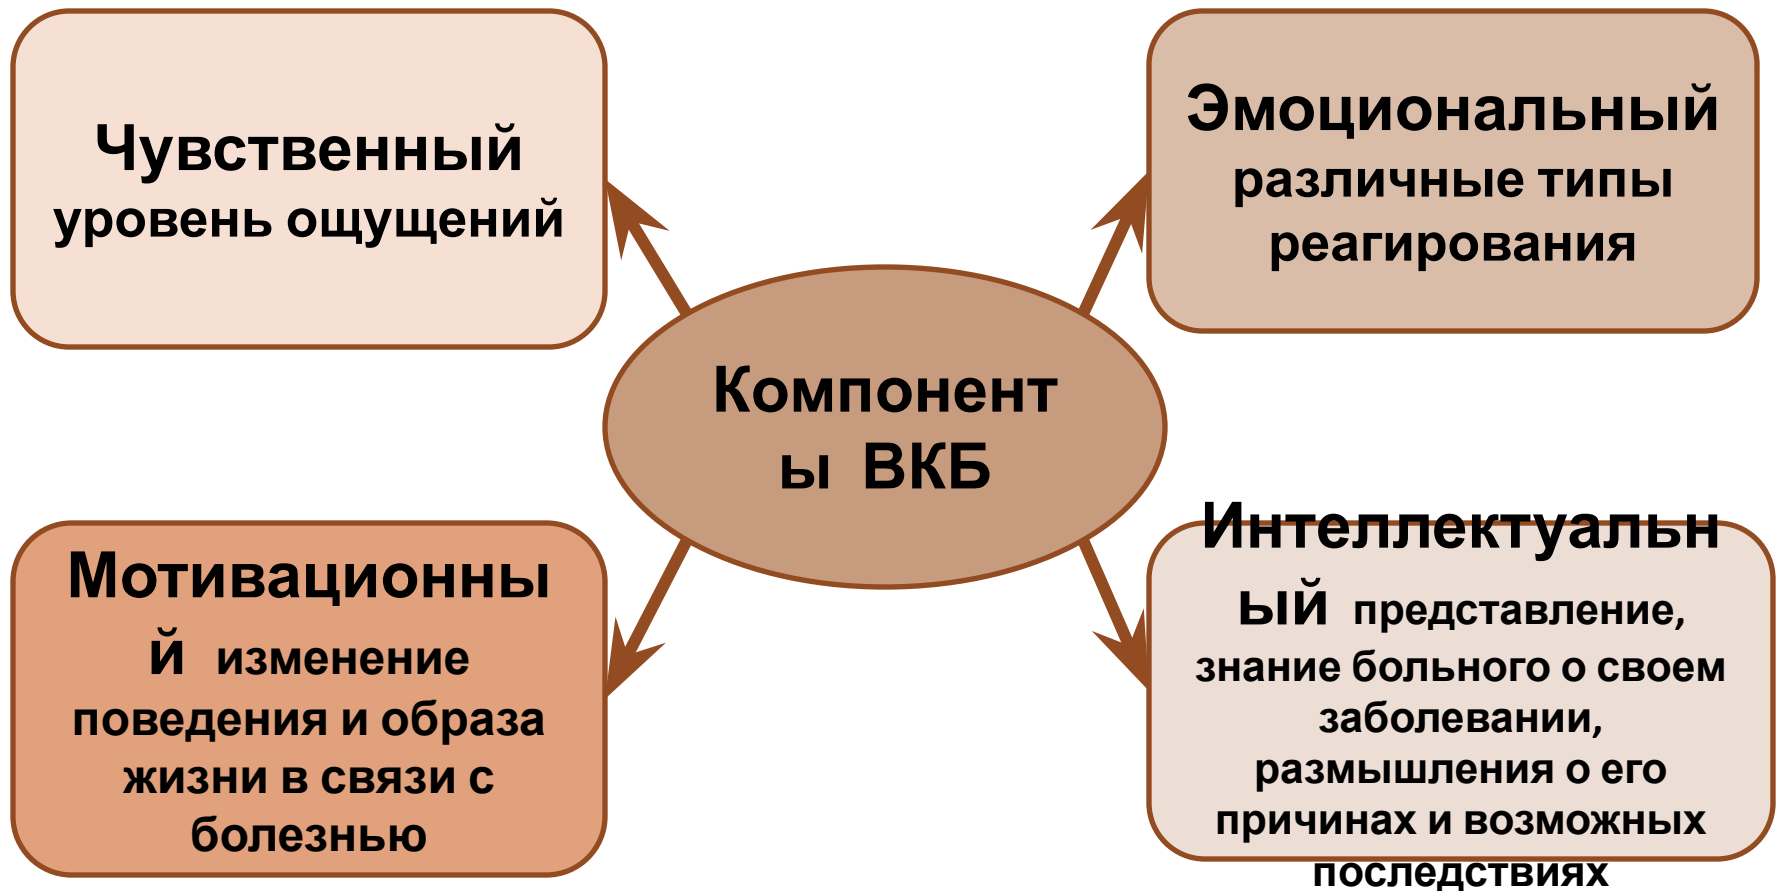 Чувственный
уровень ощущений
Эмоциональный
различные типы
реагирования
Компонент
ы ВКБ
Мотивационны
й изменение
поведения и образа
жизни в связи с
болезнью
Интеллектуальн
ый представление,
знание больного о своем
заболевании,
размышления о его
причинах и возможных
последствиях